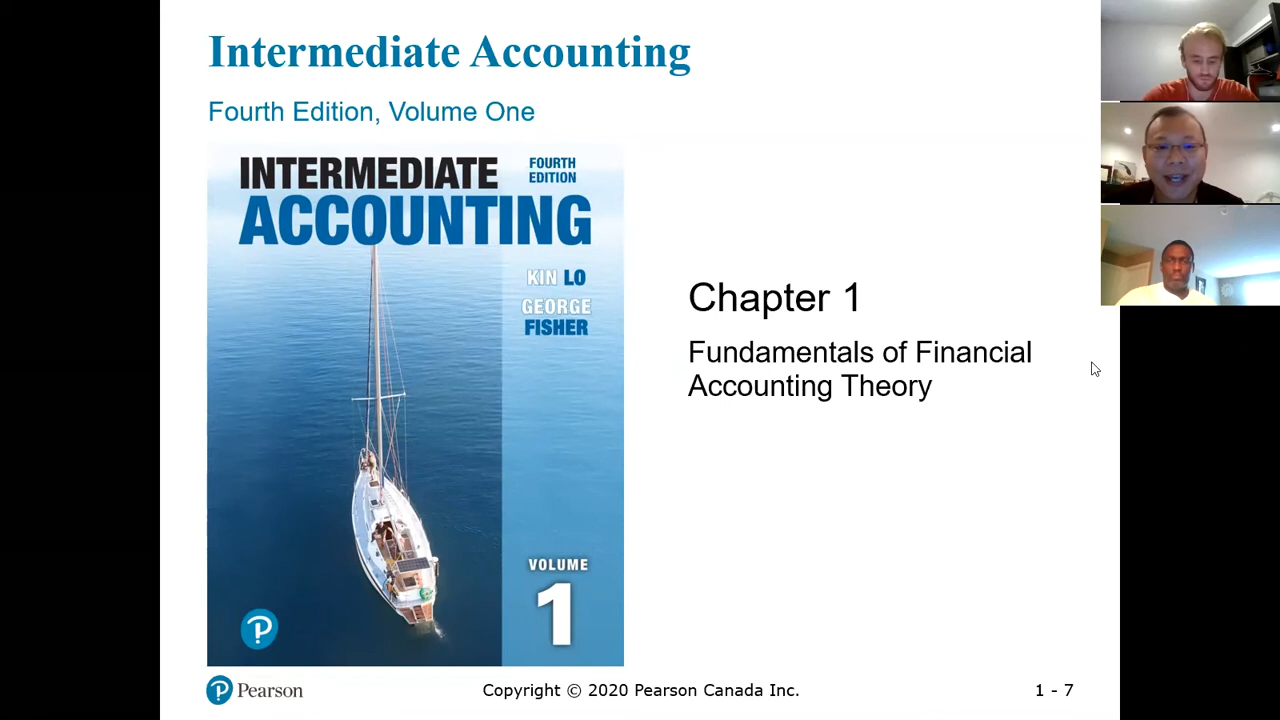 Intermediate Accounting
Fourth Edition, Volume One
INTERMEDIATE
FOURTH
EDITION
ACCOUNTING
KIN LO
GEORGE
FISHER
VOLUME
1
Chapter 1
Fundamentals of Financial
Accounting Theory
Pearson
Copyright © 2020 Pearson Canada Inc.
1 - 7